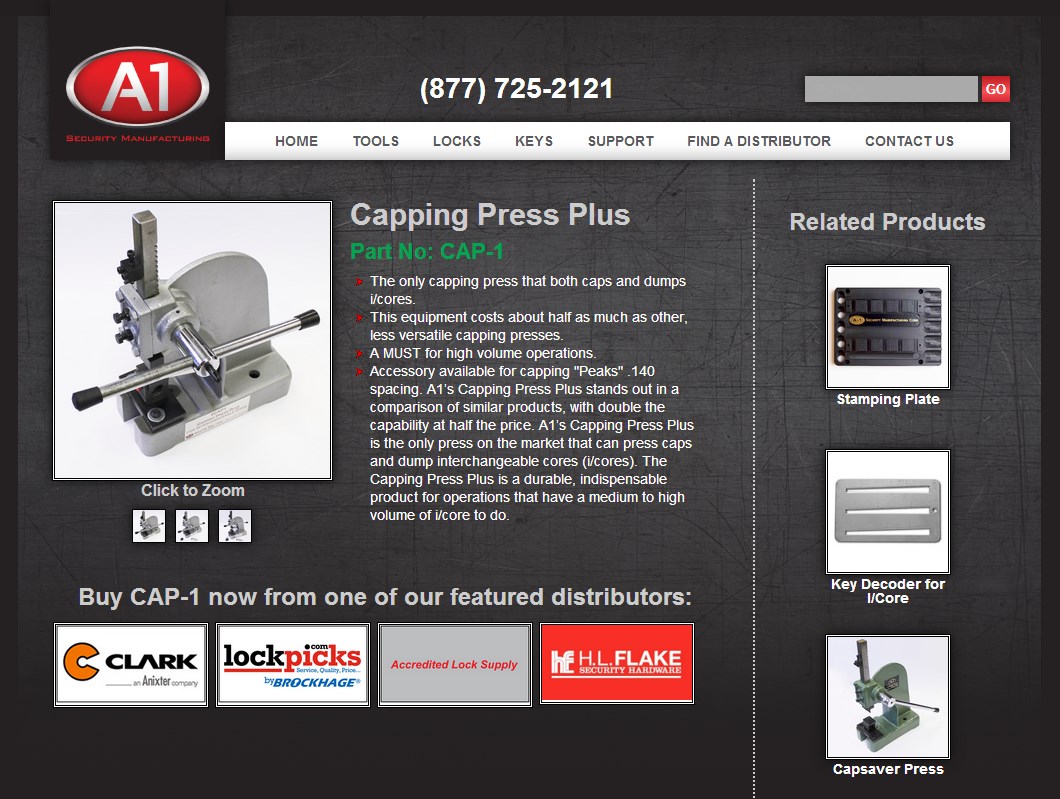 A1
SECURITY MANUFACTURING
(877) 725-2121
GO
HOME TOOLS LOCKS KEYS SUPPORT FIND A DISTRIBUTOR CONTACT US
Capping Press Plus
Part No: CAP-1
The only capping press that both caps and dumps
i/cores.
This equipment costs about half as much as other,
less versatile capping presses.
A MUST for high volume operations.
Accessory available for capping "Peaks" .140
spacing. A1's Capping Press Plus stands out in a
comparison of similar products, with double the
capability at half the price. A1's Capping Press Plus
is the only press on the market that can press caps
and dump interchangeable cores (i/cores). The
Capping Press Plus is a durable, indispensable
product for operations that have a medium to high
volume of i/core to do.
Click to Zoom
Buy CAP-1 now from one of our featured distributors:
CLARK
an Anixter company
.com
lockpicks
Service, Quality, Price...
by BROCKHAGE®
Accredited Lock Supply
HF H.L.FLAKE
SECURITY HARDWARE
Related Products
A-1 SECURITY MANUFACTURING CORP.
Stamping Plate
Key Decoder for
I/Core
Capsaver Press